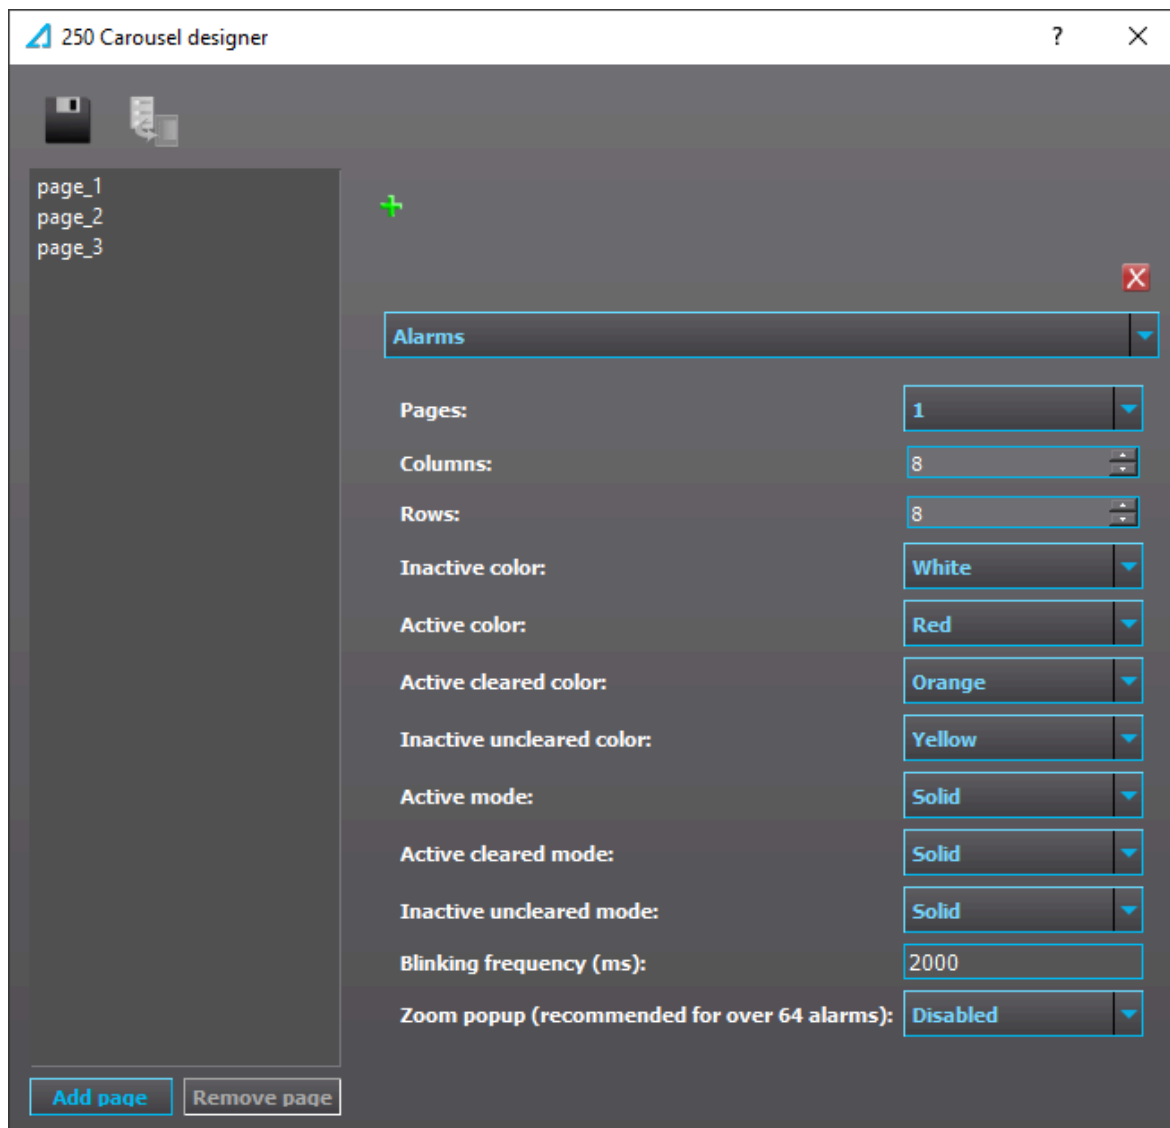 250 Carousel designer
?
page_1
page_2
page_3
Alarms
Pages: 1
Columns: 8
Rows: 8
Inactive color: White
Active color: Red
Active cleared color: Orange
Inactive uncleared color: Yellow
Active mode: Solid
Active cleared mode: Solid
Inactive uncleared mode: Solid
Blinking frequency (ms): 2000
Zoom popup (recommended for over 64 alarms): Disabled
Add page Remove page